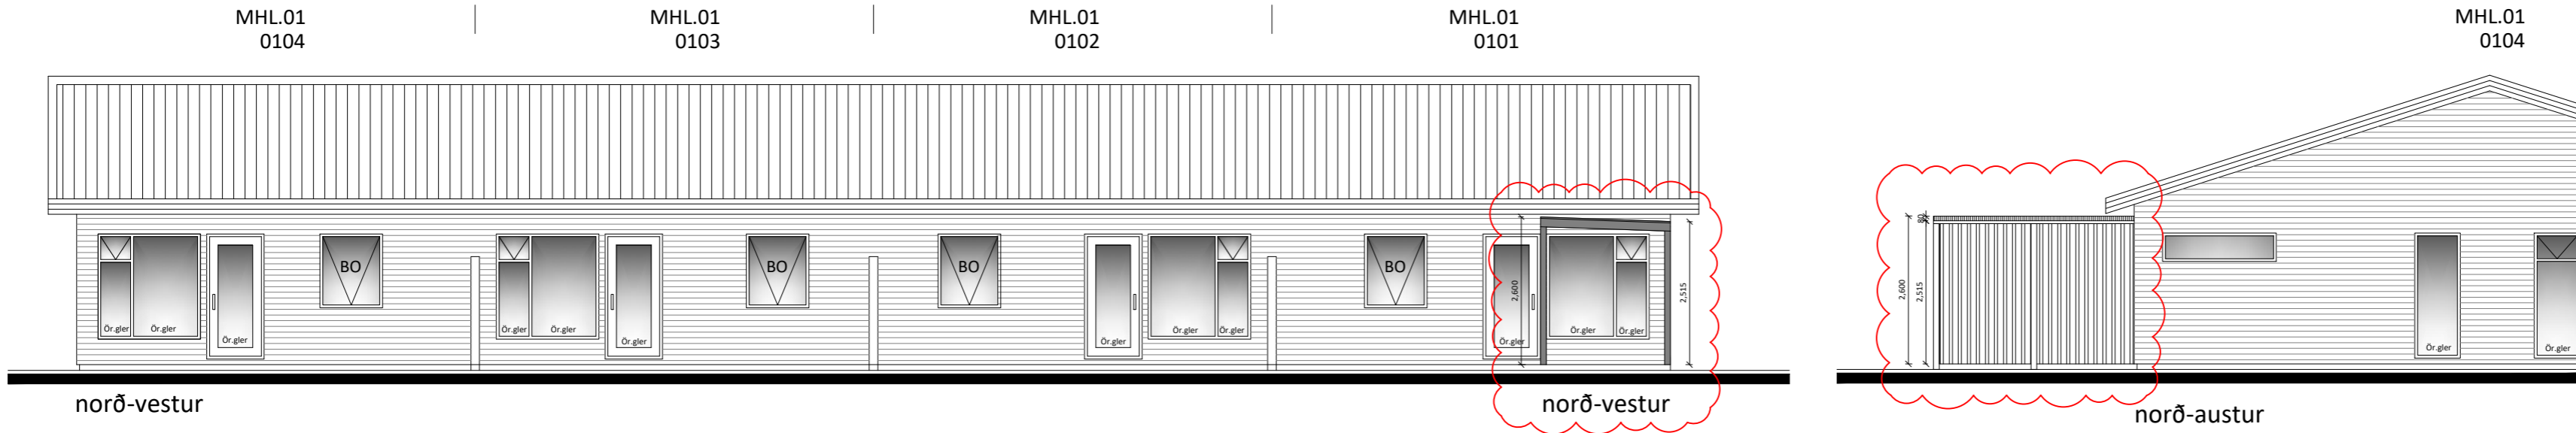 MHL.01
0104
MHL.01
0103
MHL.01
0102
MHL.01
0101
MHL.01
0104
BO
BO
BO
BO
Ör.gler
Ör.gler
Ör.gler
Ör.gler
Ör.gler
Ör.gler
Ör.gler
Ör.gler
Ör.gler
Ör.gler
Ör.gler
Ör.gler
2,600
2,515
80
2,600
2,515
Ör.gler
Ör.gler
norð-vestur
norð-vestur
norð-austur